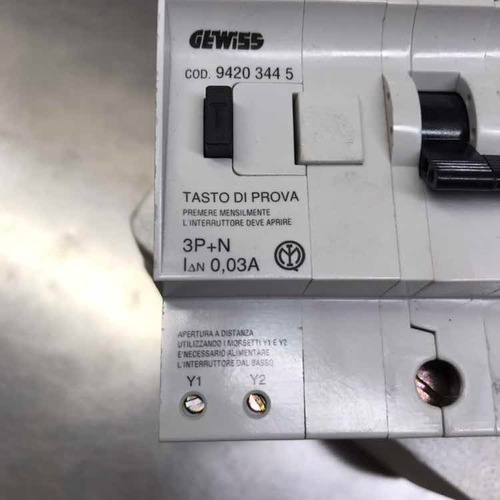 GEWiSS
COD. 9420 344 5
TASTO DI PROVA
PREMERE MENSILMENTE
L'INTERRUTTORE DEVE APRIRE
3P+N
I∆N 0,03A
APERTURA A DISTANZA
UTILIZZANDO I MORSETTI Y1 E Y2
E'NECESSARIO ALIMENTARE
L'INTERRUTTORE DAL BASSO
Y1 Y2